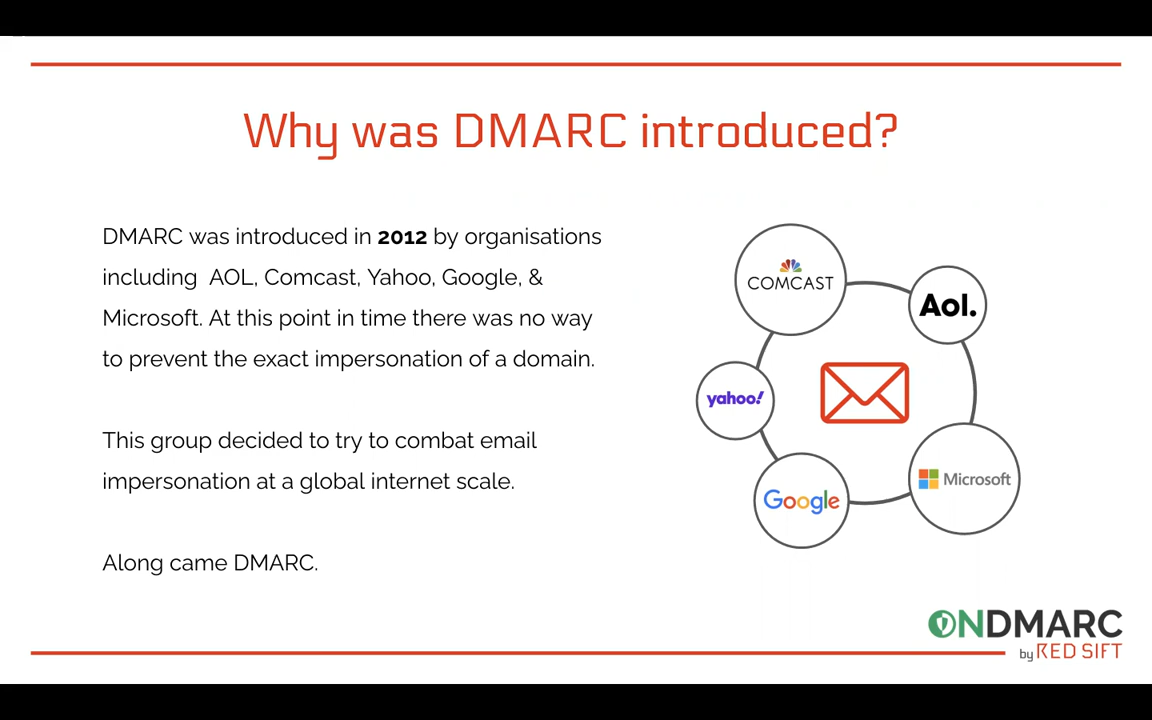 Why was DMARC introduced?
DMARC was introduced in 2012 by organisations
including AOL, Comcast, Yahoo, Google, &
Microsoft. At this point in time there was no way
to prevent the exact impersonation of a domain.
This group decided to try to combat email
impersonation at a global internet scale.
Along came DMARC.
COMCAST
Aol.
yahoo!
Microsoft
Google
ONDMARC
by RED SIFT